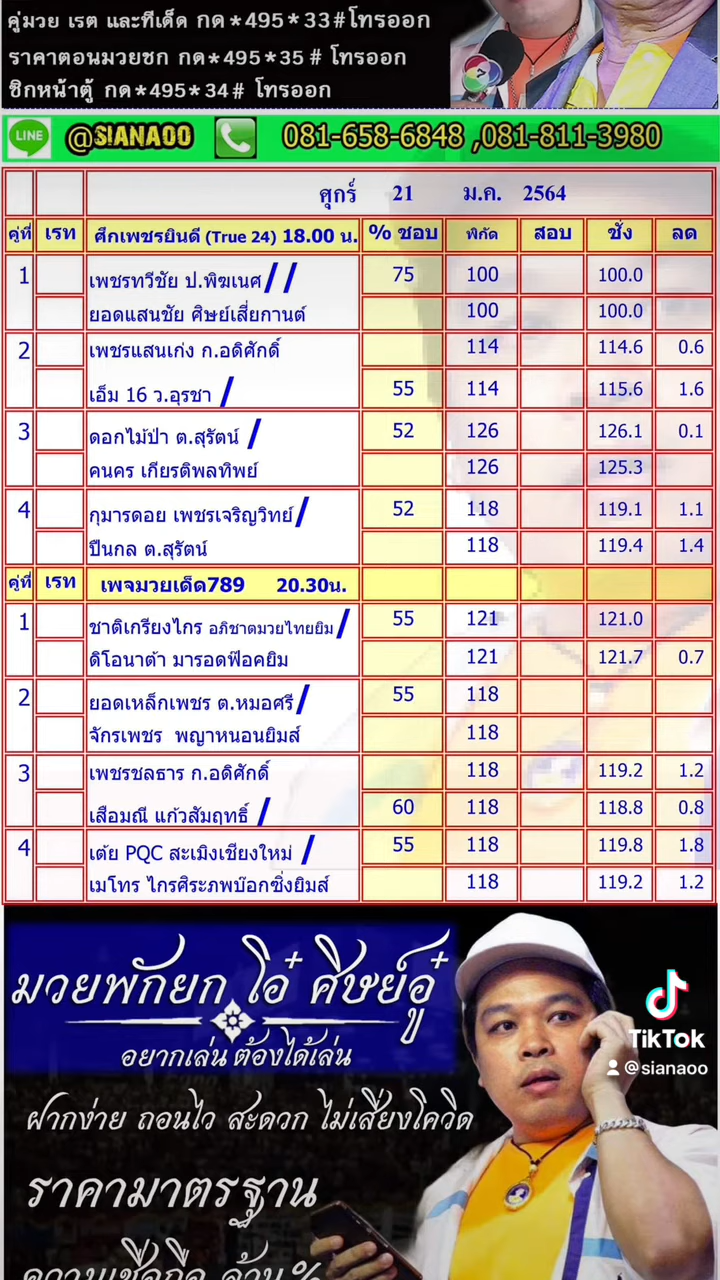 คู่มวย เรต และทีเด็ด กด*495*33#โทรออก
ราคาตอนมวยชก กด*495*35# โทรออก
ซิกหน้าตู้ กด*495*34# โทรออก
7
LINE @SIANAOO 081-658-6848 ,081-811-3980
ศุกร์ 21 ม.ค. 2564
คู่ที่ เรท ศึกเพชรยินดี (True 24) 18.00 น. % ชอบ พิกัด สอบ ชั่ง ลด
1 เพชรทวีชัย ป.พิฆเนศ// 75 100 100.0
ยอดแสนชัย ศิษย์เสี่ยกานต์ 100 100.0
2 เพชรแสนเก่ง ก.อดิศักดิ์ 114 114.6 0.6
เอ็ม 16 ว.อุรชา / 55 114 115.6 1.6
3 ดอกไม้ป่า ต.สุรัตน์ / 52 126 126.1 0.1
คนคร เกียรติพลทิพย์ 126 125.3
4 กุมารดอย เพชรเจริญวิทย์/ 52 118 119.1 1.1
ปืนกล ต.สุรัตน์ 118 119.4 1.4
คู่ที่ เรท เพจมวยเด็ด789 20.30น.
1 ชาติเกรียงไกร อภิชาตมวยไทยยิม/ 55 121 121.0
ดิโอนาต้า มารอดฟ๊อคยิม 121 121.7 0.7
2 ยอดเหล็กเพชร ต.หมอศรี/ 55 118
จักรเพชร พญาหนอนยิมส์ 118
3 เพชรชลธาร ก.อดิศักดิ์ 118 119.2 1.2
เสือมณี แก้วสัมฤทธิ์ / 60 118 118.8 0.8
4 เต้ย PQC สะเมิงเชียงใหม่ / 55 118 119.8 1.8
เมโทร ไกรศิระภพบ๊อกซิ่งยิมส์ 118 119.2 1.2
มวยพักยก โอ๋ ศิษย์อู๋
อยากเล่น ต้องได้เล่น
ฝากง่าย ถอนไว สะดวก ไม่เสี่ยงโควิด
ราคามาตรฐาน
TikTok
@sianaoo